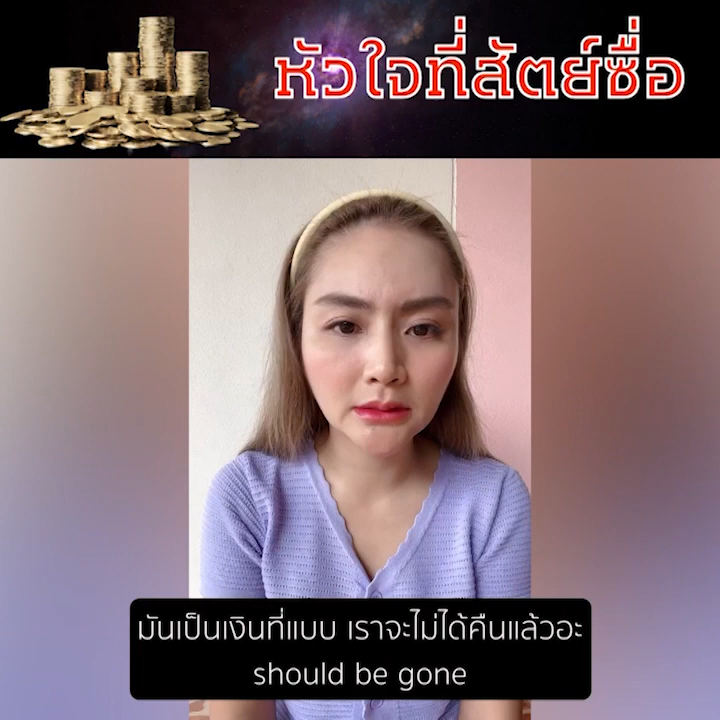 หัวใจที่สัตย์ซื่อ
มันเป็นเงินที่แบบ เราจะไม่ได้คืนแล้วอะ
should be gone